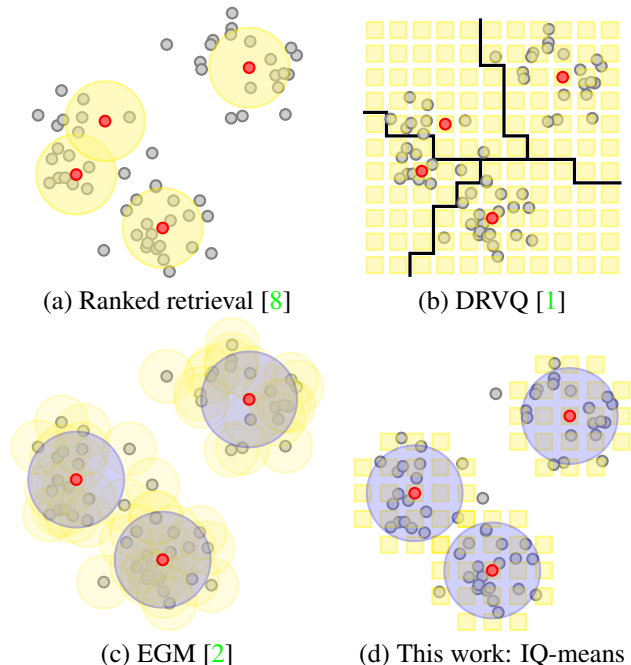 (a) Ranked retrieval [8]
(b) DRVQ [1]
(c) EGM [2]
(d) This work: IQ-means